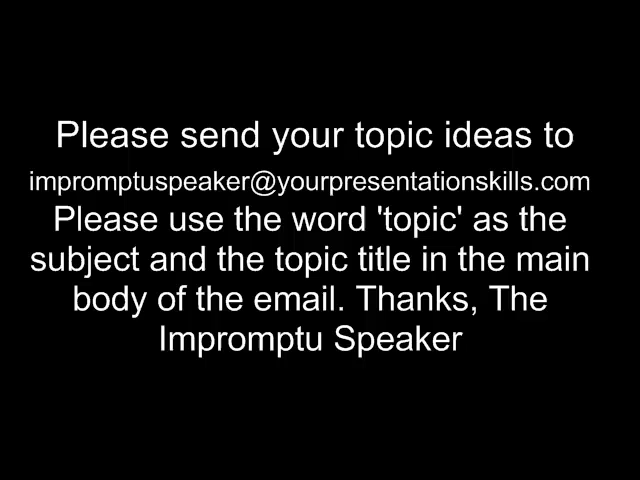 Please send your topic ideas to
impromptuspeaker@yourpresentationskills.com
Please use the word 'topic' as the
subject and the topic title in the main
body of the email. Thanks, The
Impromptu Speaker